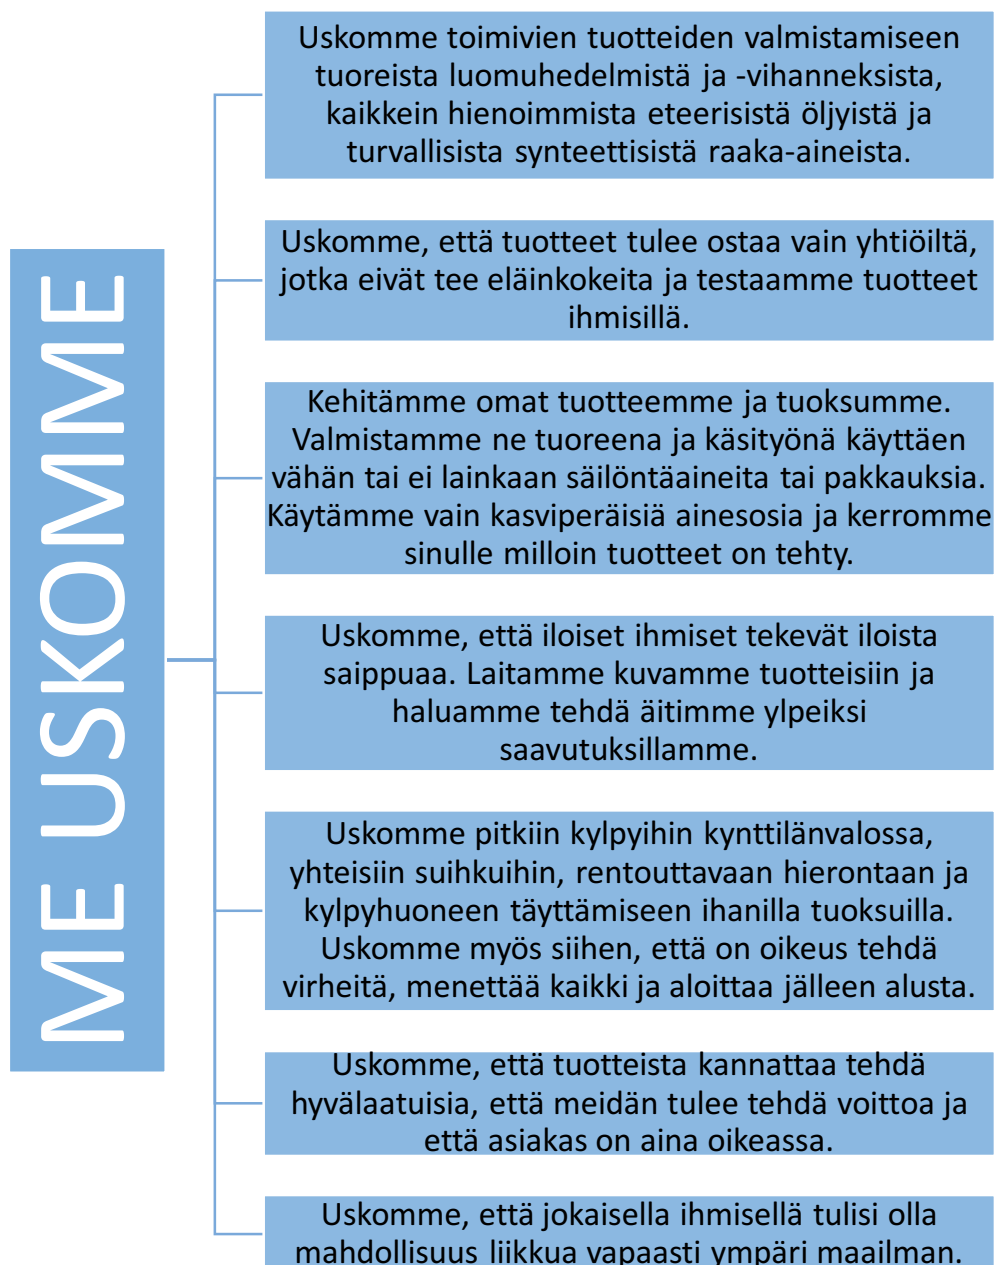 ME USKOMME
Uskomme toimivien tuotteiden valmistamiseen
tuoreista luomuhedelmistä ja -vihanneksista,
kaikkein hienoimmista eteerisistä öljyistä ja
turvallisista synteettisistä raaka-aineista.
Uskomme, että tuotteet tulee ostaa vain yhtiöiltä,
jotka eivät tee eläinkokeita ja testaamme tuotteet
ihmisillä.
Kehitämme omat tuotteemme ja tuoksumme.
Valmistamme ne tuoreena ja käsityönä käyttäen
vähän tai ei lainkaan säilöntäaineita tai pakkauksia.
Käytämme vain kasviperäisiä ainesosia ja kerromme
sinulle milloin tuotteet on tehty.
Uskomme, että iloiset ihmiset tekevät iloista
saippuaa. Laitamme kuvamme tuotteisiin ja
haluamme tehdä äitimme ylpeiksi
saavutuksillamme.
Uskomme pitkiin kylpyihin kynttilänvalossa,
yhteisiin suihkuihin, rentouttavaan hierontaan ja
kylpyhuoneen täyttämiseen ihanilla tuoksuilla.
Uskomme myös siihen, että on oikeus tehdä
virheitä, menettää kaikki ja aloittaa jälleen alusta.
Uskomme, että tuotteista kannattaa tehdä
hyvälaatuisia, että meidän tulee tehdä voittoa ja
että asiakas on aina oikeassa.
Uskomme, että jokaisella ihmisellä tulisi olla
mahdollisuus liikkua vapaasti ympäri maailman.